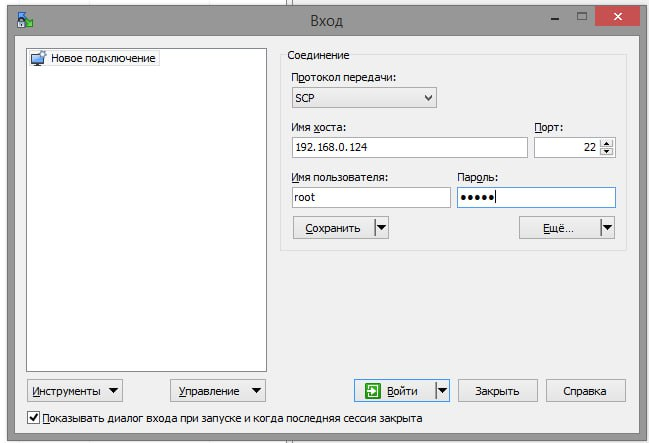 Вход
Новое подключение
Соединение
Протокол передачи:
SCP
Имя хоста:
Порт:
192.168.0.124
22
Имя пользователя:
Пароль:
root
•••••
Сохранить
Ещё...
Инструменты
Управление
Войти
Закрыть
Справка
Показывать диалог входа при запуске и когда последняя сессия закрыта